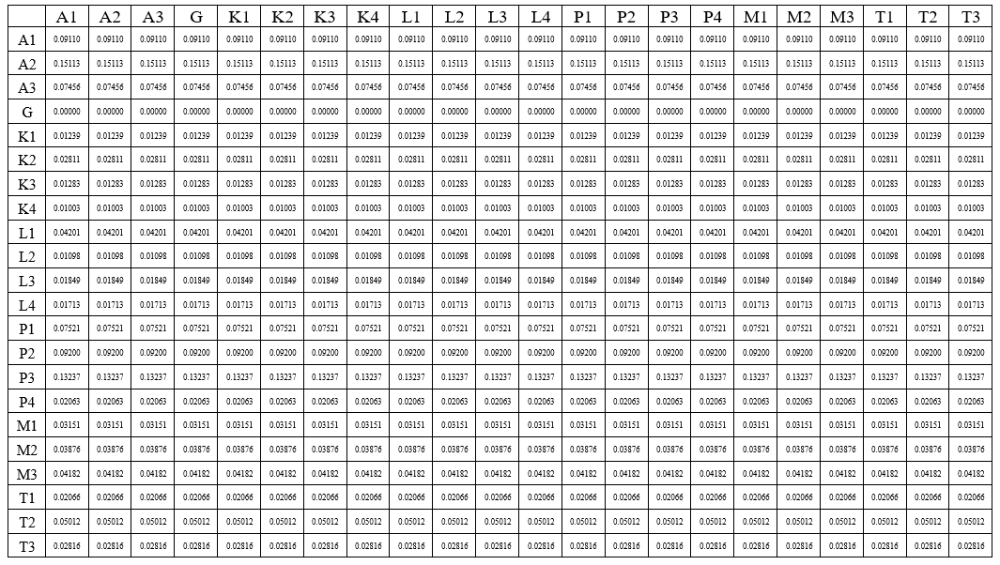 A1 A2 A3 G K1 K2 K3 K4 L1 L2 L3 L4 P1 P2 P3 P4 M1 M2 M3 T1 T2 T3
A1 0.09110 0.09110 0.09110 0.09110 0.09110 0.09110 0.09110 0.09110 0.09110 0.09110 0.09110 0.09110 0.09110 0.09110 0.09110 0.09110 0.09110 0.09110 0.09110 0.09110 0.09110 0.09110
A2 0.15113 0.15113 0.15113 0.15113 0.15113 0.15113 0.15113 0.15113 0.15113 0.15113 0.15113 0.15113 0.15113 0.15113 0.15113 0.15113 0.15113 0.15113 0.15113 0.15113 0.15113 0.15113
A3 0.07456 0.07456 0.07456 0.07456 0.07456 0.07456 0.07456 0.07456 0.07456 0.07456 0.07456 0.07456 0.07456 0.07456 0.07456 0.07456 0.07456 0.07456 0.07456 0.07456 0.07456 0.07456
G 0.00000 0.00000 0.00000 0.00000 0.00000 0.00000 0.00000 0.00000 0.00000 0.00000 0.00000 0.00000 0.00000 0.00000 0.00000 0.00000 0.00000 0.00000 0.00000 0.00000 0.00000 0.00000
K1 0.01239 0.01239 0.01239 0.01239 0.01239 0.01239 0.01239 0.01239 0.01239 0.01239 0.01239 0.01239 0.01239 0.01239 0.01239 0.01239 0.01239 0.01239 0.01239 0.01239 0.01239 0.01239
K2 0.02811 0.02811 0.02811 0.02811 0.02811 0.02811 0.02811 0.02811 0.02811 0.02811 0.02811 0.02811 0.02811 0.02811 0.02811 0.02811 0.02811 0.02811 0.02811 0.02811 0.02811 0.02811
K3 0.01283 0.01283 0.01283 0.01283 0.01283 0.01283 0.01283 0.01283 0.01283 0.01283 0.01283 0.01283 0.01283 0.01283 0.01283 0.01283 0.01283 0.01283 0.01283 0.01283 0.01283 0.01283
K4 0.01003 0.01003 0.01003 0.01003 0.01003 0.01003 0.01003 0.01003 0.01003 0.01003 0.01003 0.01003 0.01003 0.01003 0.01003 0.01003 0.01003 0.01003 0.01003 0.01003 0.01003 0.01003
L1 0.04201 0.04201 0.04201 0.04201 0.04201 0.04201 0.04201 0.04201 0.04201 0.04201 0.04201 0.04201 0.04201 0.04201 0.04201 0.04201 0.04201 0.04201 0.04201 0.04201 0.04201 0.04201
L2 0.01098 0.01098 0.01098 0.01098 0.01098 0.01098 0.01098 0.01098 0.01098 0.01098 0.01098 0.01098 0.01098 0.01098 0.01098 0.01098 0.01098 0.01098 0.01098 0.01098 0.01098 0.01098
L3 0.01849 0.01849 0.01849 0.01849 0.01849 0.01849 0.01849 0.01849 0.01849 0.01849 0.01849 0.01849 0.01849 0.01849 0.01849 0.01849 0.01849 0.01849 0.01849 0.01849 0.01849 0.01849
L4 0.01713 0.01713 0.01713 0.01713 0.01713 0.01713 0.01713 0.01713 0.01713 0.01713 0.01713 0.01713 0.01713 0.01713 0.01713 0.01713 0.01713 0.01713 0.01713 0.01713 0.01713 0.01713
P1 0.07521 0.07521 0.07521 0.07521 0.07521 0.07521 0.07521 0.07521 0.07521 0.07521 0.07521 0.07521 0.07521 0.07521 0.07521 0.07521 0.07521 0.07521 0.07521 0.07521 0.07521 0.07521
P2 0.09200 0.09200 0.09200 0.09200 0.09200 0.09200 0.09200 0.09200 0.09200 0.09200 0.09200 0.09200 0.09200 0.09200 0.09200 0.09200 0.09200 0.09200 0.09200 0.09200 0.09200 0.09200
P3 0.13237 0.13237 0.13237 0.13237 0.13237 0.13237 0.13237 0.13237 0.13237 0.13237 0.13237 0.13237 0.13237 0.13237 0.13237 0.13237 0.13237 0.13237 0.13237 0.13237 0.13237 0.13237
P4 0.02063 0.02063 0.02063 0.02063 0.02063 0.02063 0.02063 0.02063 0.02063 0.02063 0.02063 0.02063 0.02063 0.02063 0.02063 0.02063 0.02063 0.02063 0.02063 0.02063 0.02063 0.02063
M1 0.03151 0.03151 0.03151 0.03151 0.03151 0.03151 0.03151 0.03151 0.03151 0.03151 0.03151 0.03151 0.03151 0.03151 0.03151 0.03151 0.03151 0.03151 0.03151 0.03151 0.03151 0.03151
M2 0.03876 0.03876 0.03876 0.03876 0.03876 0.03876 0.03876 0.03876 0.03876 0.03876 0.03876 0.03876 0.03876 0.03876 0.03876 0.03876 0.03876 0.03876 0.03876 0.03876 0.03876 0.03876
M3 0.04182 0.04182 0.04182 0.04182 0.04182 0.04182 0.04182 0.04182 0.04182 0.04182 0.04182 0.04182 0.04182 0.04182 0.04182 0.04182 0.04182 0.04182 0.04182 0.04182 0.04182 0.04182
T1 0.02066 0.02066 0.02066 0.02066 0.02066 0.02066 0.02066 0.02066 0.02066 0.02066 0.02066 0.02066 0.02066 0.02066 0.02066 0.02066 0.02066 0.02066 0.02066 0.02066 0.02066 0.02066
T2 0.05012 0.05012 0.05012 0.05012 0.05012 0.05012 0.05012 0.05012 0.05012 0.05012 0.05012 0.05012 0.05012 0.05012 0.05012 0.05012 0.05012 0.05012 0.05012 0.05012 0.05012 0.05012
T3 0.02816 0.02816 0.02816 0.02816 0.02816 0.02816 0.02816 0.02816 0.02816 0.02816 0.02816 0.02816 0.02816 0.02816 0.02816 0.02816 0.02816 0.02816 0.02816 0.02816 0.02816 0.02816